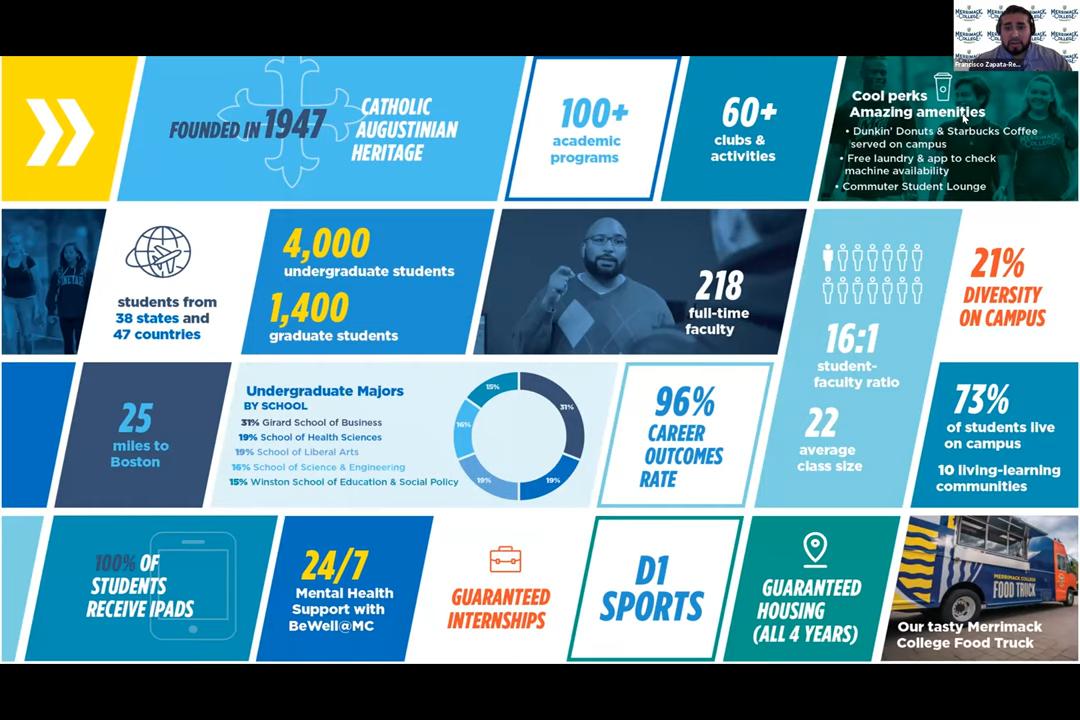 MERRIMACK
COLLEGE
Francisco Zapata-Re...
FOUNDED IN 1947
CATHOLIC
AUGUSTINIAN
HERITAGE
100+
academic
programs
60+
clubs &
activities
Cool perks
Amazing amenities
• Dunkin' Donuts & Starbucks Coffee
served on campus
• Free laundry & app to check
machine availability
• Commuter Student Lounge
students from
38 states and
47 countries
4,000
undergraduate students
1,400
graduate students
218
full-time
faculty
16:1
student-
faculty ratio
22
average
class size
21%
DIVERSITY
ON CAMPUS
25
miles to
Boston
Undergraduate Majors
BY SCHOOL
31% Girard School of Business
19% School of Health Sciences
19% School of Liberal Arts
16% School of Science & Engineering
15% Winston School of Education & Social Policy
15%
31%
16%
19%
19%
96%
CAREER
OUTCOMES
RATE
73%
of students live
on campus
10 living-learning
communities
100% OF
STUDENTS
RECEIVE IPADS
24/7
Mental Health
Support with
BeWell@MC
GUARANTEED
INTERNSHIPS
D1
SPORTS
GUARANTEED
HOUSING
(ALL 4 YEARS)
MERRIMACK COLLEGE
FOOD TRUCK
Our tasty Merrimack
College Food Truck